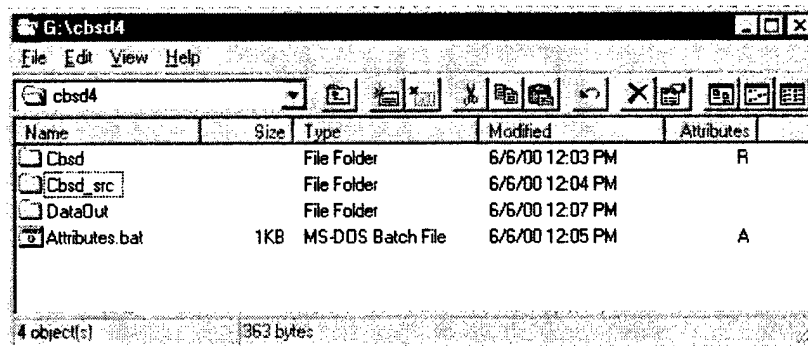 G:\cbsd4
File Edit View Help
cbsd4
Name Size Type Modified Attributes
Cbsd File Folder 6/6/00 12:03 PM R
Cbsd_src File Folder 6/6/00 12:04 PM
DataOut File Folder 6/6/00 12:07 PM
Attributes.bat 1KB MS-DOS Batch File 6/6/00 12:05 PM A
4 object(s) 363 bytes